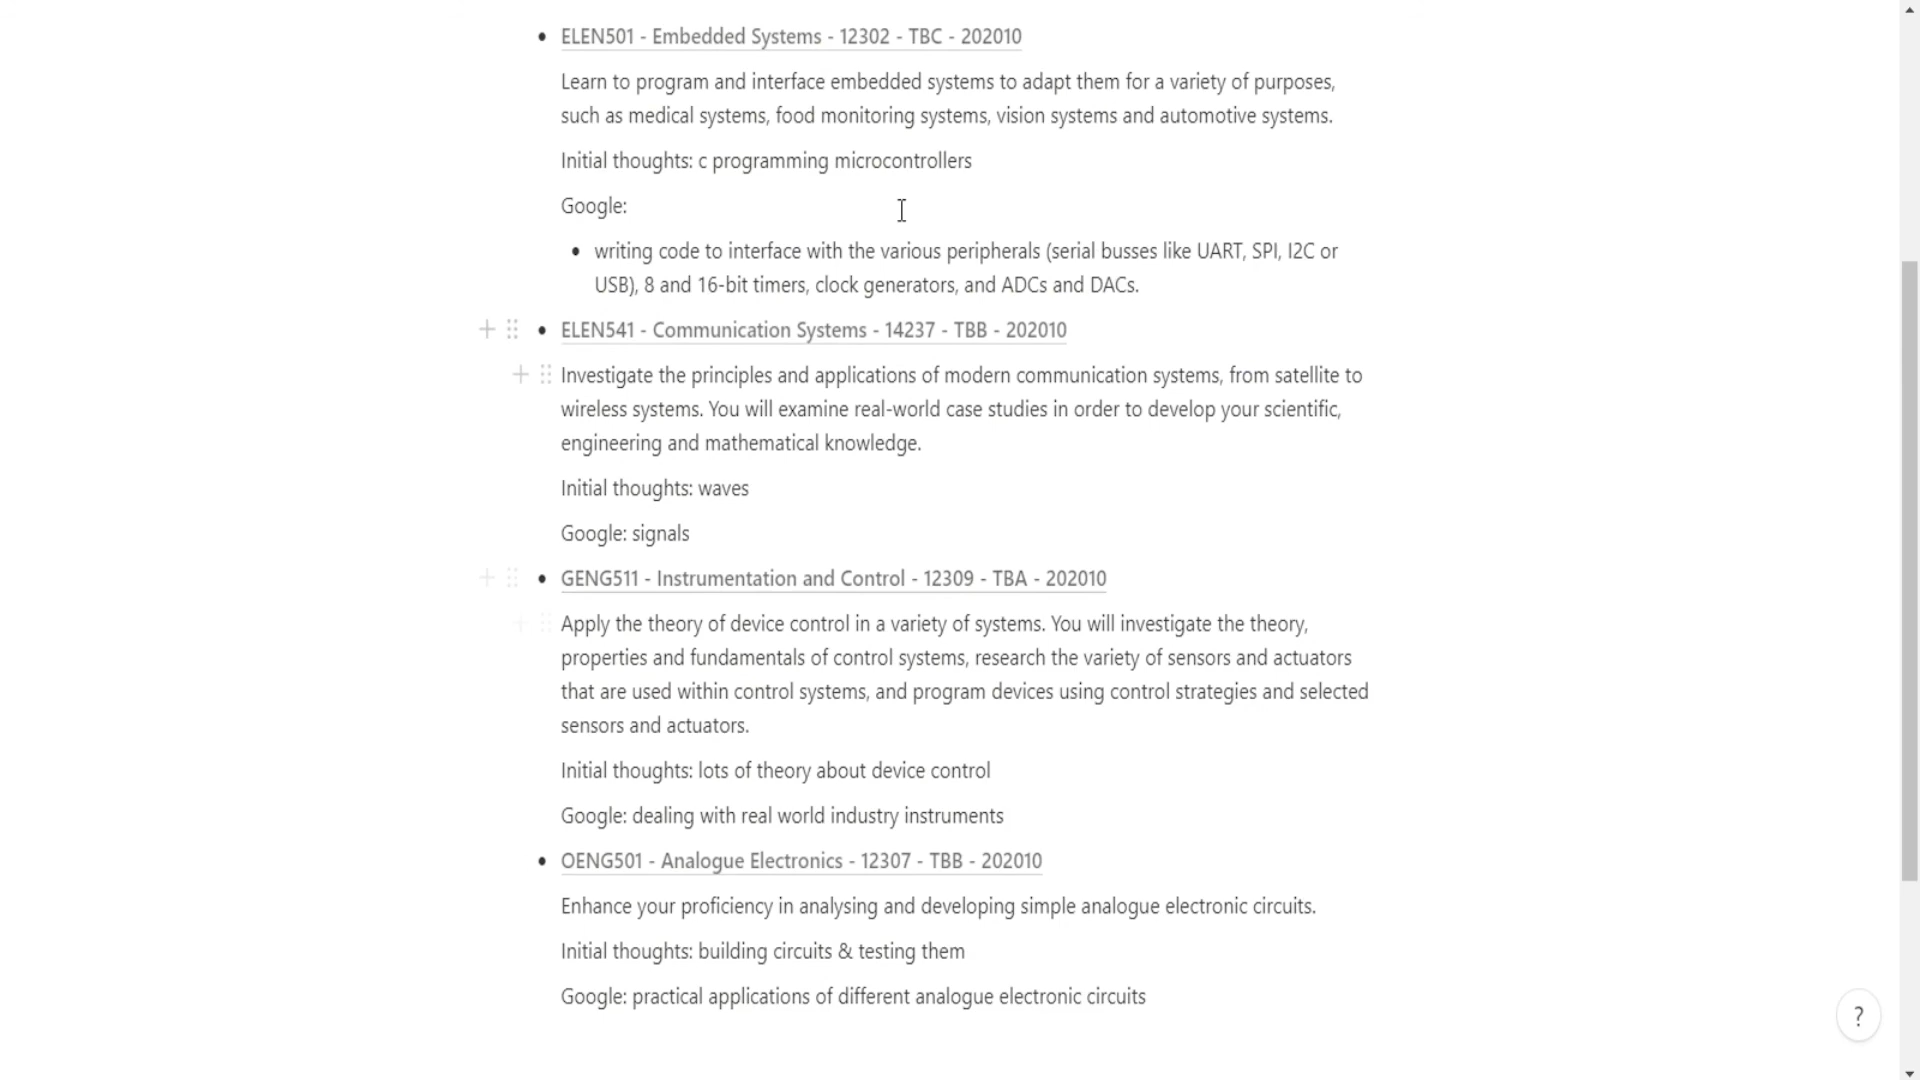 ELEN501 - Embedded Systems - 12302 - TBC - 202010
Learn to program and interface embedded systems to adapt them for a variety of purposes,
such as medical systems, food monitoring systems, vision systems and automotive systems.
Initial thoughts: c programming microcontrollers
Google:
writing code to interface with the various peripherals (serial busses like UART, SPI, I2C or
USB), 8 and 16-bit timers, clock generators, and ADCs and DACs.
ELEN541 - Communication Systems - 14237 - TBB - 202010
Investigate the principles and applications of modern communication systems, from satellite to
wireless systems. You will examine real-world case studies in order to develop your scientific,
engineering and mathematical knowledge.
Initial thoughts: waves
Google: signals
GENG511 - Instrumentation and Control - 12309 - TBA - 202010
Apply the theory of device control in a variety of systems. You will investigate the theory,
properties and fundamentals of control systems, research the variety of sensors and actuators
that are used within control systems, and program devices using control strategies and selected
sensors and actuators.
Initial thoughts: lots of theory about device control
Google: dealing with real world industry instruments
OENG501 - Analogue Electronics - 12307 - TBB - 202010
Enhance your proficiency in analysing and developing simple analogue electronic circuits.
Initial thoughts: building circuits & testing them
Google: practical applications of different analogue electronic circuits
?